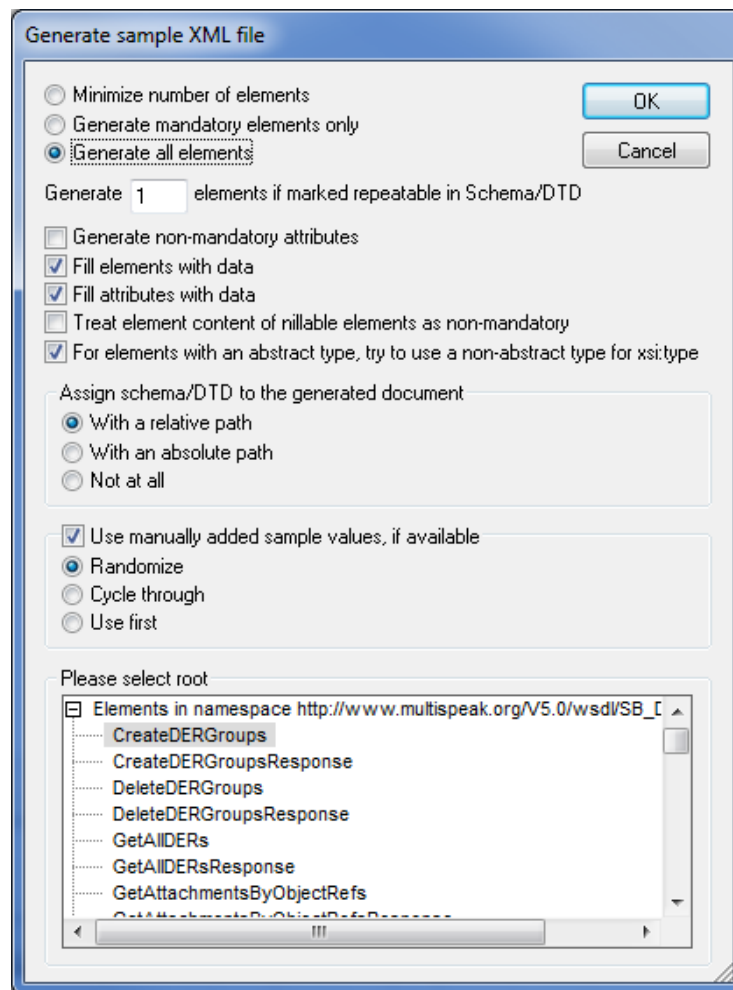 Generate sample XML file
Minimize number of elements
OK
Generate mandatory elements only
Generate all elements
Cancel
Generate 1 elements if marked repeatable in Schema/DTD
Generate non-mandatory attributes
Fill elements with data
Fill attributes with data
Treat element content of nillable elements as non-mandatory
For elements with an abstract type, try to use a non-abstract type for xsi:type
Assign schema/DTD to the generated document
With a relative path
With an absolute path
Not at all
Use manually added sample values, if available
Randomize
Cycle through
Use first
Please select root
Elements in namespace http://www.multispeak.org/V5.0/wsdl/SB_D
CreateDERGroups
CreateDERGroupsResponse
DeleteDERGroups
DeleteDERGroupsResponse
GetAllDERs
GetAllDERsResponse
GetAttachmentsByObjectRefs
GetAttachmentsByObjectRefsResponse